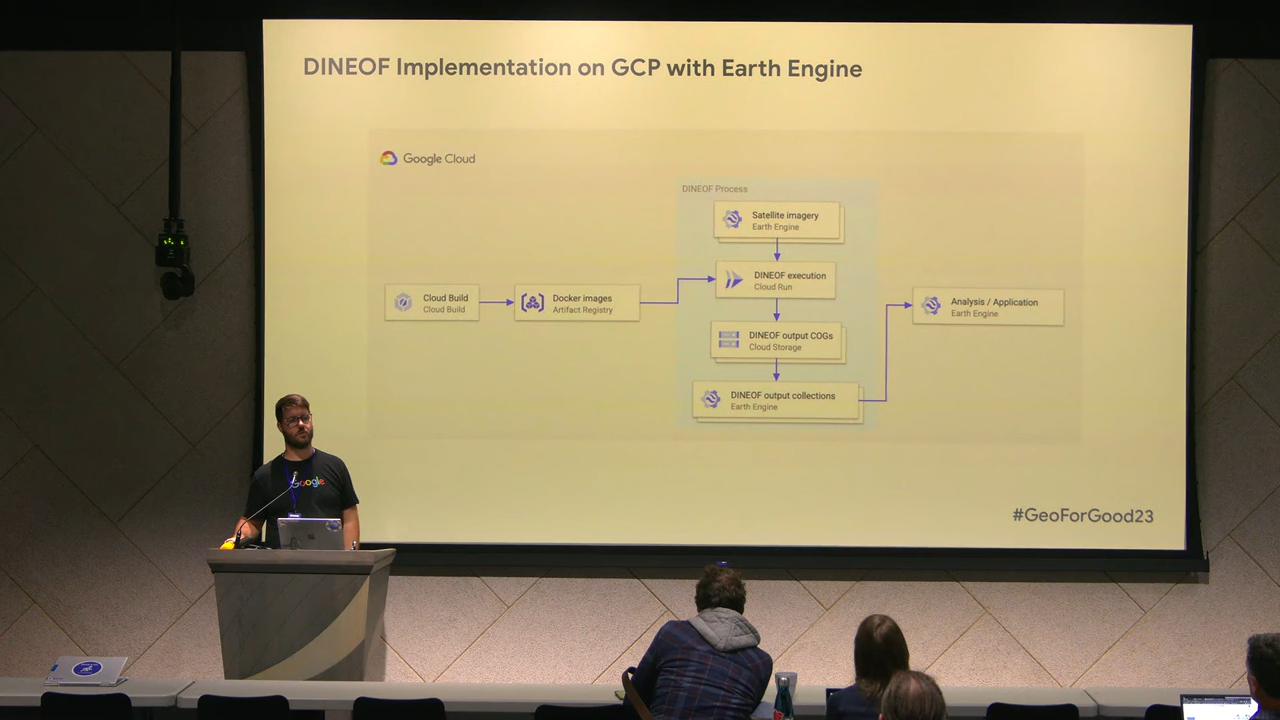 DINEOF Implementation on GCP with Earth Engine
Google Cloud
DINEOF Process
Satellite imagery
Earth Engine
DINEOF execution
Cloud Run
Cloud Build
Cloud Build
Docker images
Artifact Registry
DINEOF output COGs
Cloud Storage
DINEOF output collections
Earth Engine
Analysis / Application
Earth Engine
#GeoForGood23
Google